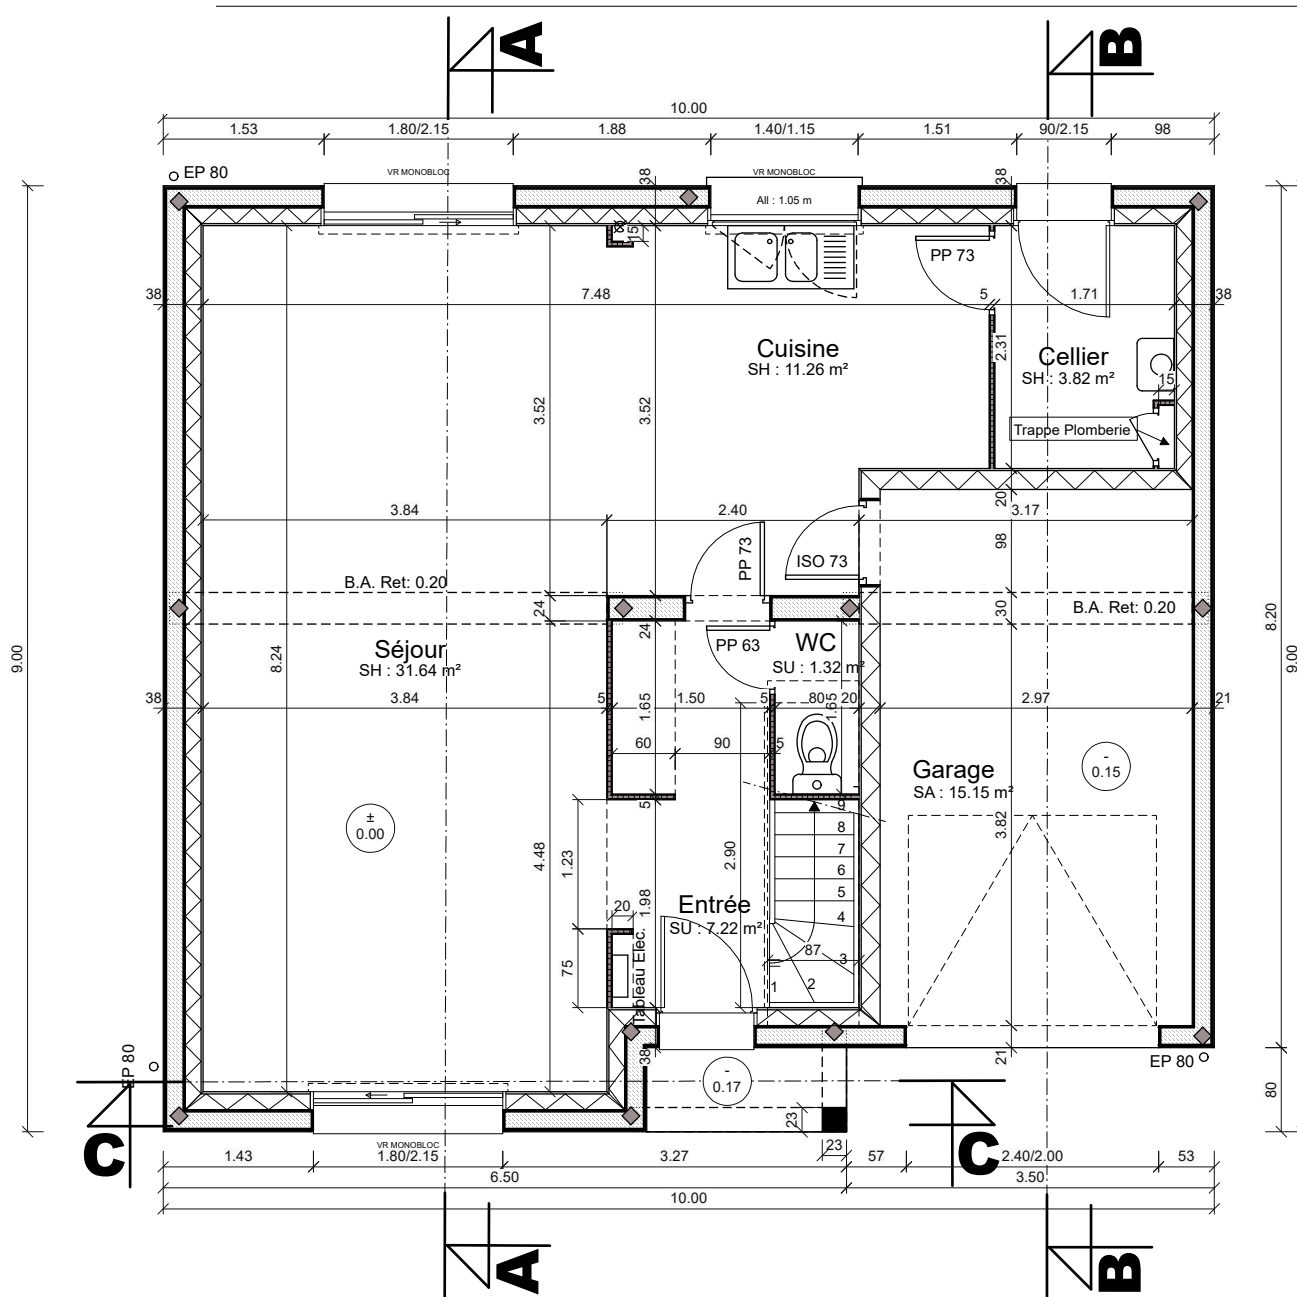 A
B
10.00
1.53
1.80/2.15
1.88
1.40/1.15
1.51
90/2.15
98
EP 80
VR MONOBLOC
VR MONOBLOC
38
38
All : 1.05 m
15
PP 73
38
7.48
5
1.71
38
Cuisine
SH : 11.26 m²
2.31
Cellier
SH : 3.82 m²
15
3.52
3.52
Trappe Plomberie
20
3.84
2.40
3.17
98
PP 73
ISO 73
B.A. Ret: 0.20
24
30
B.A. Ret: 0.20
8.20
9.00
9.00
24
PP 63
WC
SU : 1.32 m²
Séjour
SH : 31.64 m²
8.24
38
3.84
5
1.65
1.50
5
80
1.65
20
2.97
21
60
90
5
Garage
SA : 15.15 m²
-
0.15
±
0.00
5
9
8
7
6
5
4
3
2
1
3.82
4.48
1.23
2.90
20
1.98
Entrée
SU : 7.22 m²
87
75
Tableau Elec.
EP 80
38
-
0.17
21
EP 80
80
23
C
C
VR MONOBLOC
1.43
1.80/2.15
3.27
23
57
2.40/2.00
53
6.50
3.50
10.00
A
B